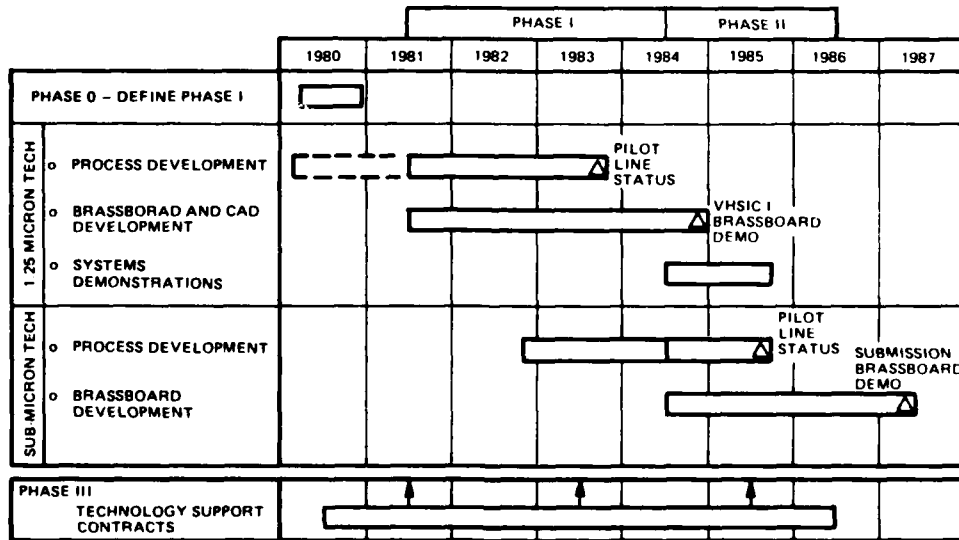 PHASE I PHASE II
1980 1981 1982 1983 1984 1985 1986 1987
PHASE 0 – DEFINE PHASE I
1.25 MICRON TECH
o PROCESS DEVELOPMENT
PILOT
LINE
STATUS
o BRASSBORAD AND CAD
DEVELOPMENT
VHSIC I
BRASSBOARD
DEMO
o SYSTEMS
DEMONSTRATIONS
SUB-MICRON TECH
o PROCESS DEVELOPMENT
PILOT
LINE
STATUS
o BRASSBOARD
DEVELOPMENT
SUBMISSION
BRASSBOARD
DEMO
PHASE III
TECHNOLOGY SUPPORT
CONTRACTS